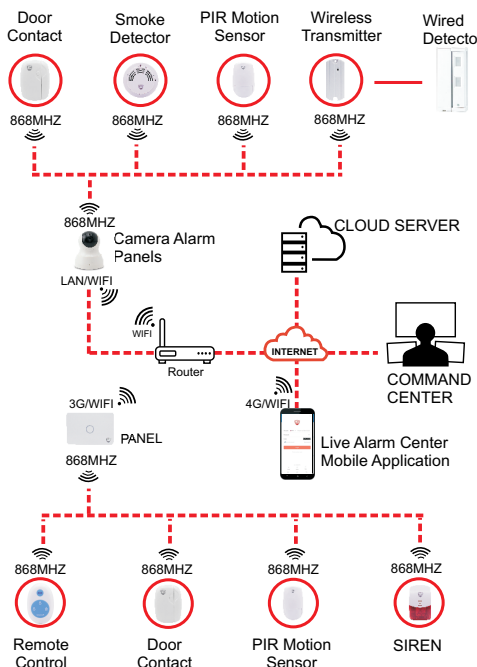 Door
Contact
Smoke
Detector
PIR Motion
Sensor
Wireless
Transmitter
Wired
Detecto
868MHZ
868MHZ
868MHZ
868MHZ
868MHZ
Camera Alarm
Panels
LAN/WIFI
CLOUD SERVER
WIFI
Router
INTERNET
COMMAND
CENTER
3G/WIFI
4G/WIFI
PANEL
868MHZ
Live Alarm Center
Mobile Application
868MHZ
868MHZ
868MHZ
868MHZ
Remote
Control
Door
Contact
PIR Motion
Sensor
SIREN